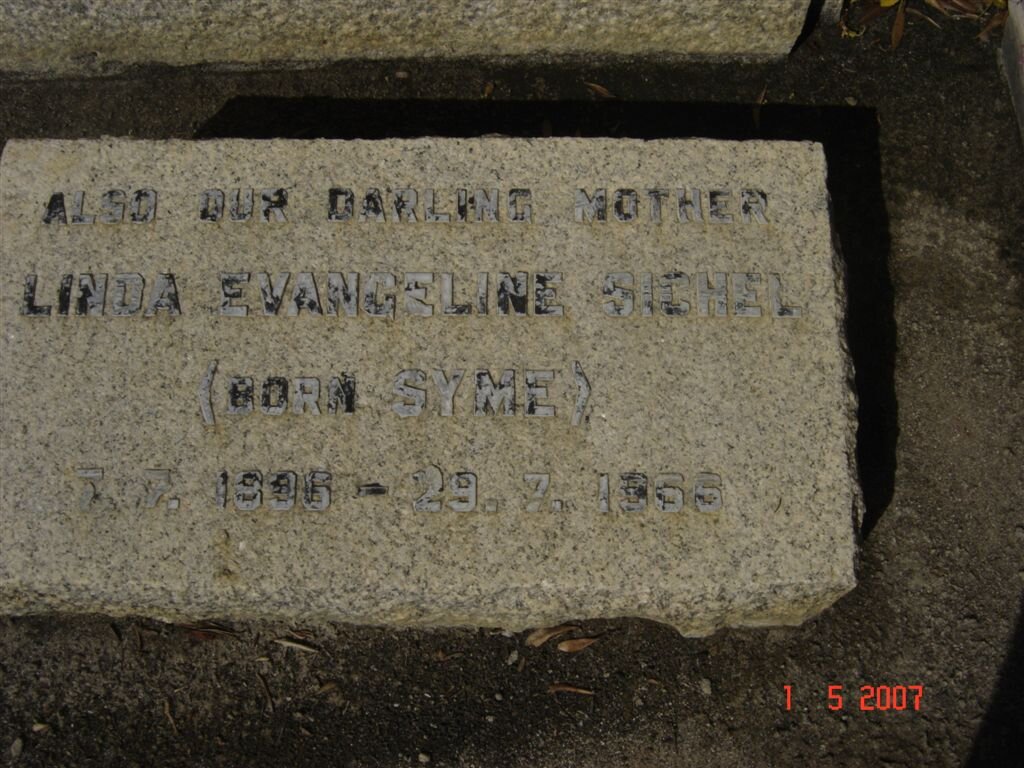 ALSO OUR DARLING MOTHER
LINDA EVANGELINE SICHEL
(BORN SYME)
7. 7. 1896 - 29. 7. 1966
1 5 2007